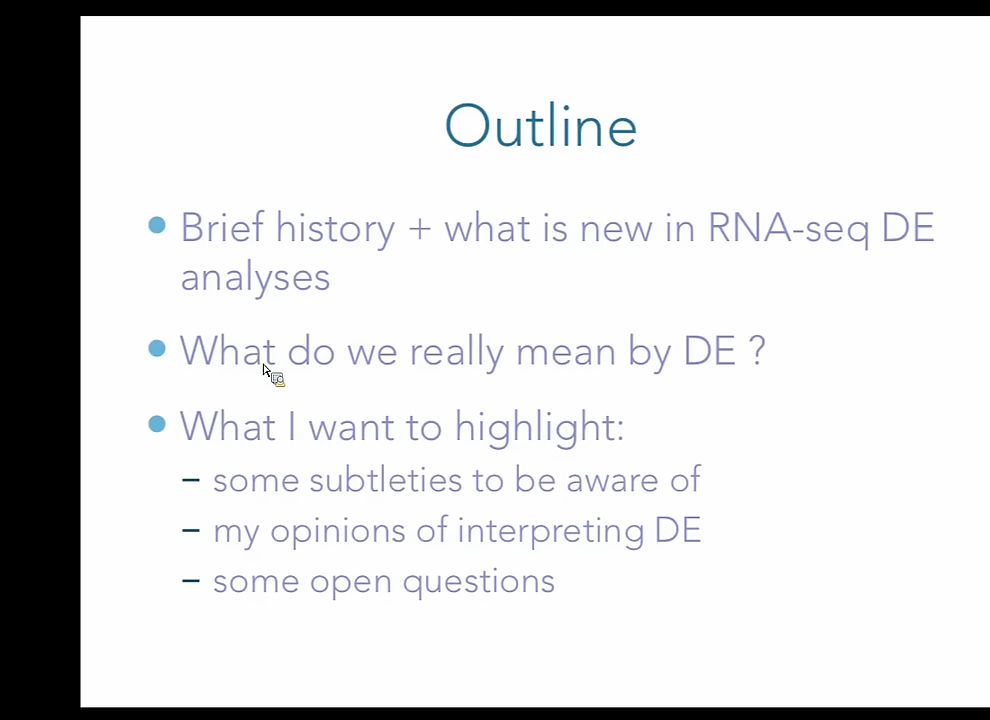 Outline
• Brief history + what is new in RNA-seq DE
analyses
• What do we really mean by DE ?
• What I want to highlight:
– some subtleties to be aware of
– my opinions of interpreting DE
– some open questions